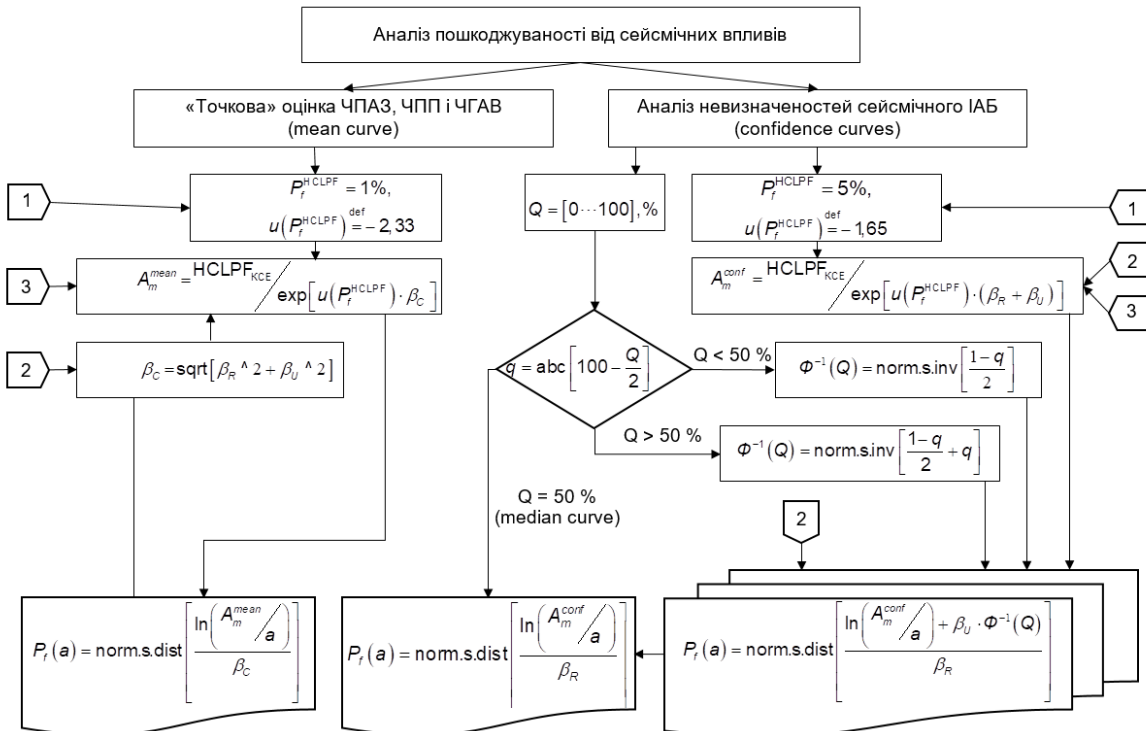 Аналіз пошкоджуваності від сейсмічних впливів
«Точкова» оцінка ЧПАЗ, ЧПП і ЧГАВ
(mean curve)
Аналіз невизначеностей сейсмічного ІАБ
(confidence curves)
1
P_f^HCLPF = 1%,
u(P_f^HCLPF) def= − 2,33
Q = [0···100],%
P_f^HCLPF = 5%,
u(P_f^HCLPF) def= −1,65
1
3
A_m^mean = HCLPF_КСЕ / exp[u(P_f^HCLPF) · β_C]
A_m^conf = HCLPF_КСЕ / exp[u(P_f^HCLPF) · (β_R + β_U)]
2
3
2
β_C = sqrt[β_R ^ 2 + β_U ^ 2]
q = abc[100 − Q/2]
Q < 50 %
Φ⁻¹(Q) = norm.s.inv[(1− q)/2]
Q > 50 %
Φ⁻¹(Q) = norm.s.inv[(1− q)/2 + q]
Q = 50 %
(median curve)
2
P_f(a) = norm.s.dist[ln(A_m^mean / a) / β_C]
P_f(a) = norm.s.dist[ln(A_m^conf / a) / β_R]
P_f(a) = norm.s.dist[(ln(A_m^conf / a) + β_U · Φ⁻¹(Q)) / β_R]